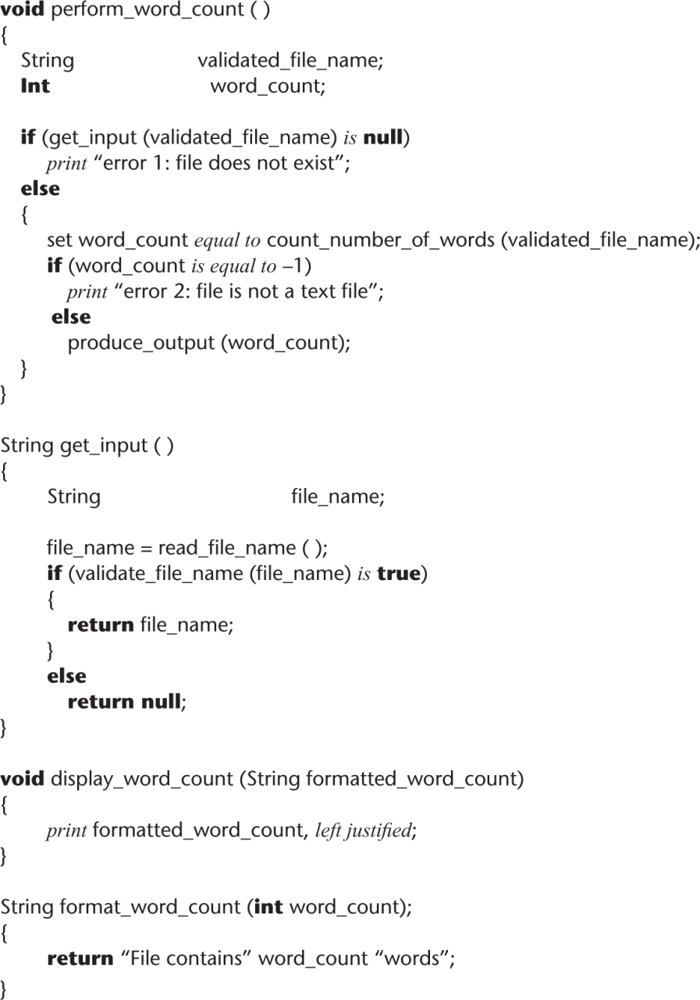 void perform_word_count ( )
{
String validated_file_name;
Int word_count;
if (get_input (validated_file_name) is null)
print “error 1: file does not exist”;
else
{
set word_count equal to count_number_of_words (validated_file_name);
if (word_count is equal to –1)
print “error 2: file is not a text file”;
else
produce_output (word_count);
}
}
String get_input ( )
{
String file_name;
file_name = read_file_name ( );
if (validate_file_name (file_name) is true)
{
return file_name;
}
else
return null;
}
void display_word_count (String formatted_word_count)
{
print formatted_word_count, left justified;
}
String format_word_count (int word_count);
{
return “File contains” word_count “words”;
}